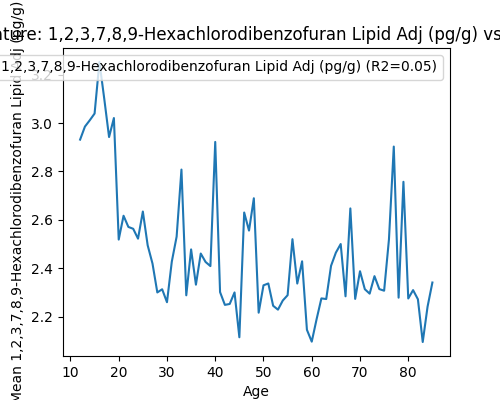 ture: 1,2,3,7,8,9-Hexachlorodibenzofuran Lipid Adj (pg/g) vs
1,2,3,7,8,9-Hexachlorodibenzofuran Lipid Adj (pg/g) (R2=0.05)
Mean 1,2,3,7,8,9-Hexachlorodibenzofuran Lipid Adj (pg/g)
3.2
3.0
2.8
2.6
2.4
2.2
10 20 30 40 50 60 70 80
Age